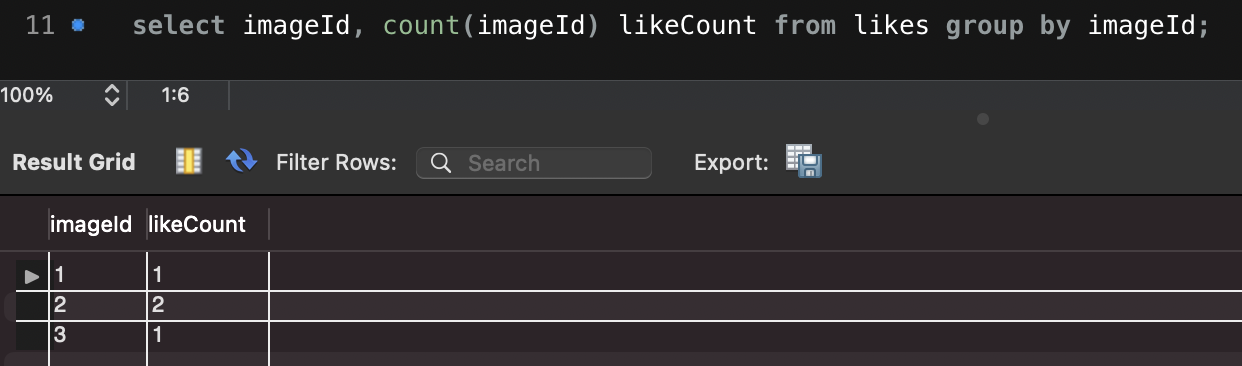 11 select imageId, count(imageId) likeCount from likes group by imageId;
100% 1:6
Result Grid Filter Rows: Search Export:
imageId likeCount
1 1
2 2
3 1